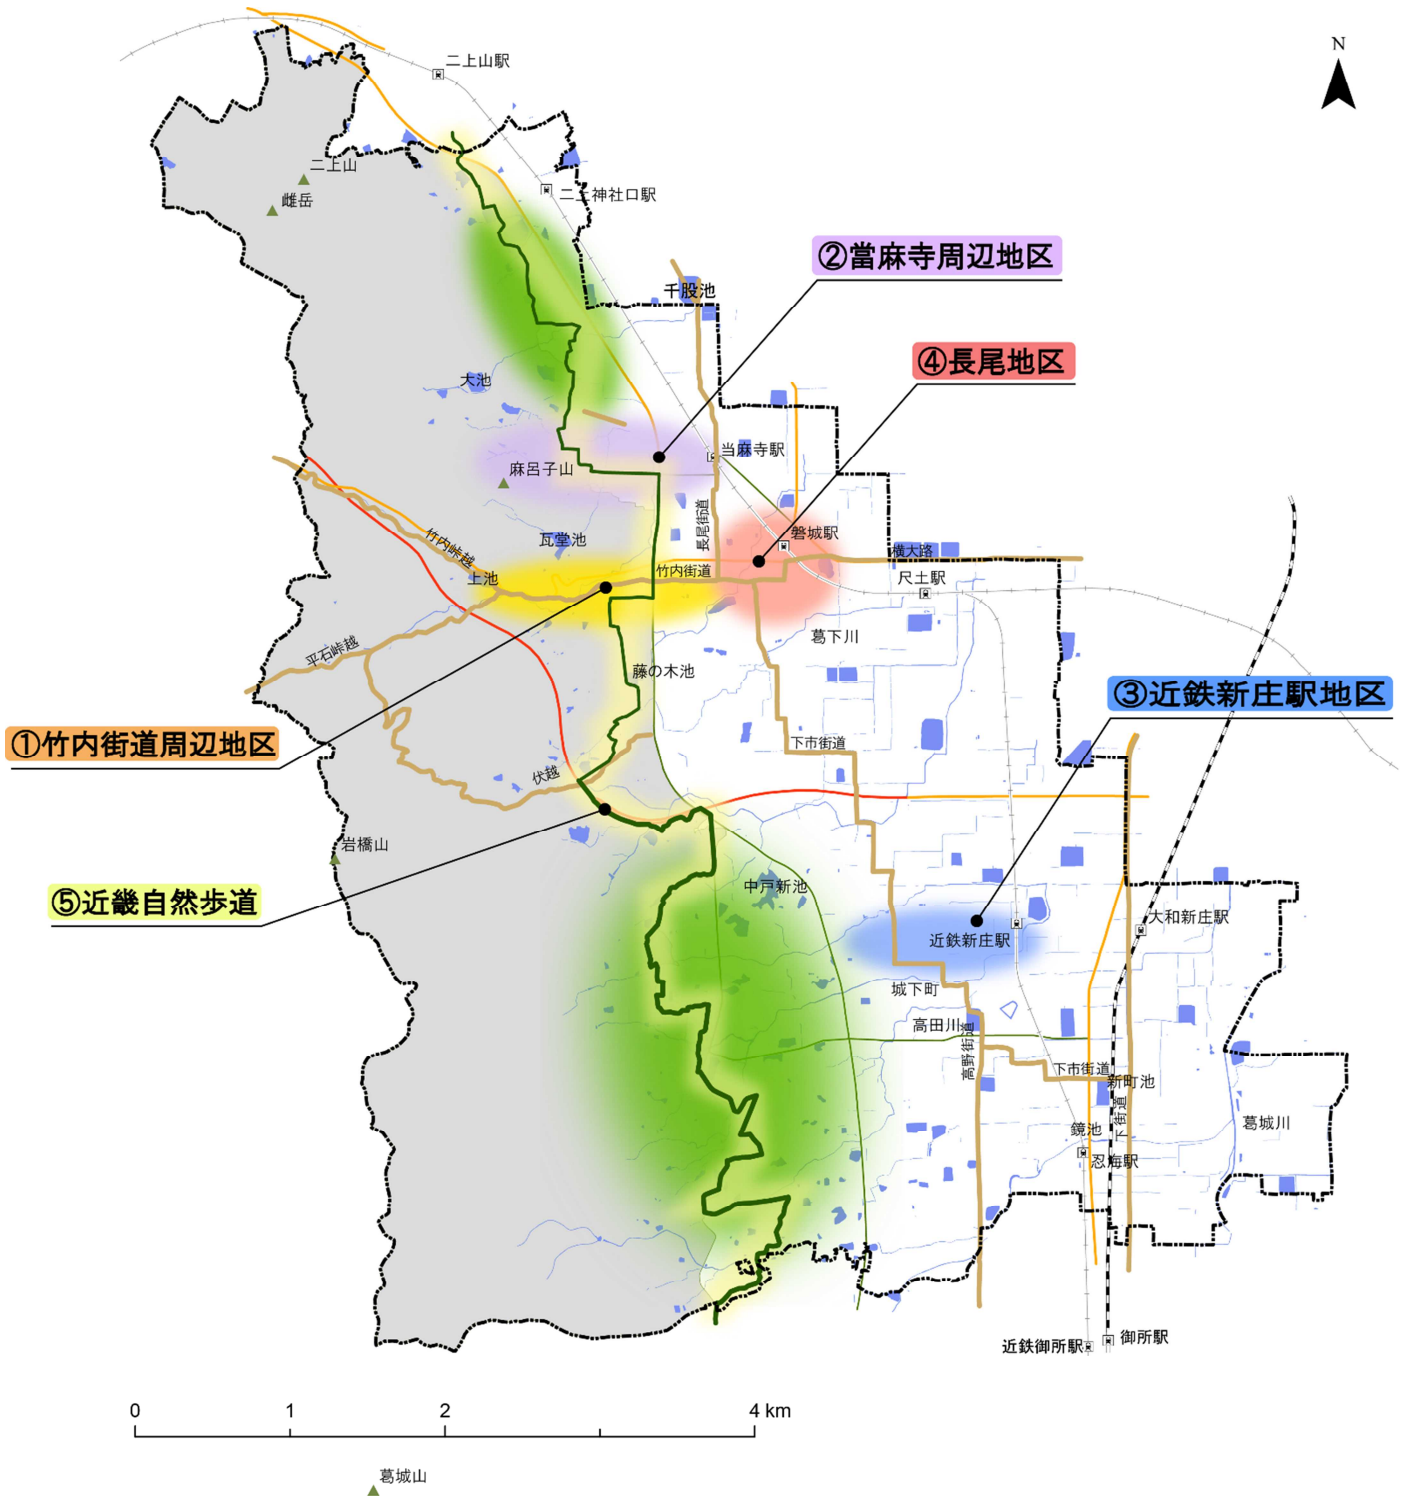 N
二上山駅
二上山
雌岳
二上神社口駅
②當麻寺周辺地区
千股池
④長尾地区
大池
当麻寺駅
麻呂子山
長尾街道
磐城駅
竹内峠越
瓦堂池
横大路
上池
竹内街道
尺土駅
葛下川
平石峠越
藤の木池
③近鉄新庄駅地区
①竹内街道周辺地区
下市街道
伏越
岩橋山
⑤近畿自然歩道
中戸新池
大和新庄駅
近鉄新庄駅
城下町
高田川
高野街道
下市街道
新町池
下街道
鏡池
葛城川
忍海駅
近鉄御所駅
御所駅
0 1 2 4 km
葛城山